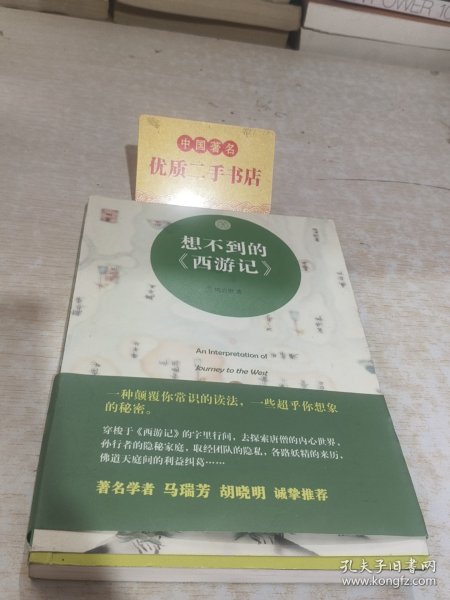 POWER 10
中国著名
优质二手书店
想不到的
《西游记》
An Interpretation of
Journey to the West
一种颠覆你常识的读法，一些超乎你想象
的秘密。
穿梭于《西游记》的字里行间，去探索唐僧的内心世界、
孙行者的隐秘家庭，取经团队的隐私，各路妖精的来历，
佛道天庭间的利益纠葛……
著名学者 马瑞芳 胡晓明 诚挚推荐
孔夫子旧书网
www.kongfz.com